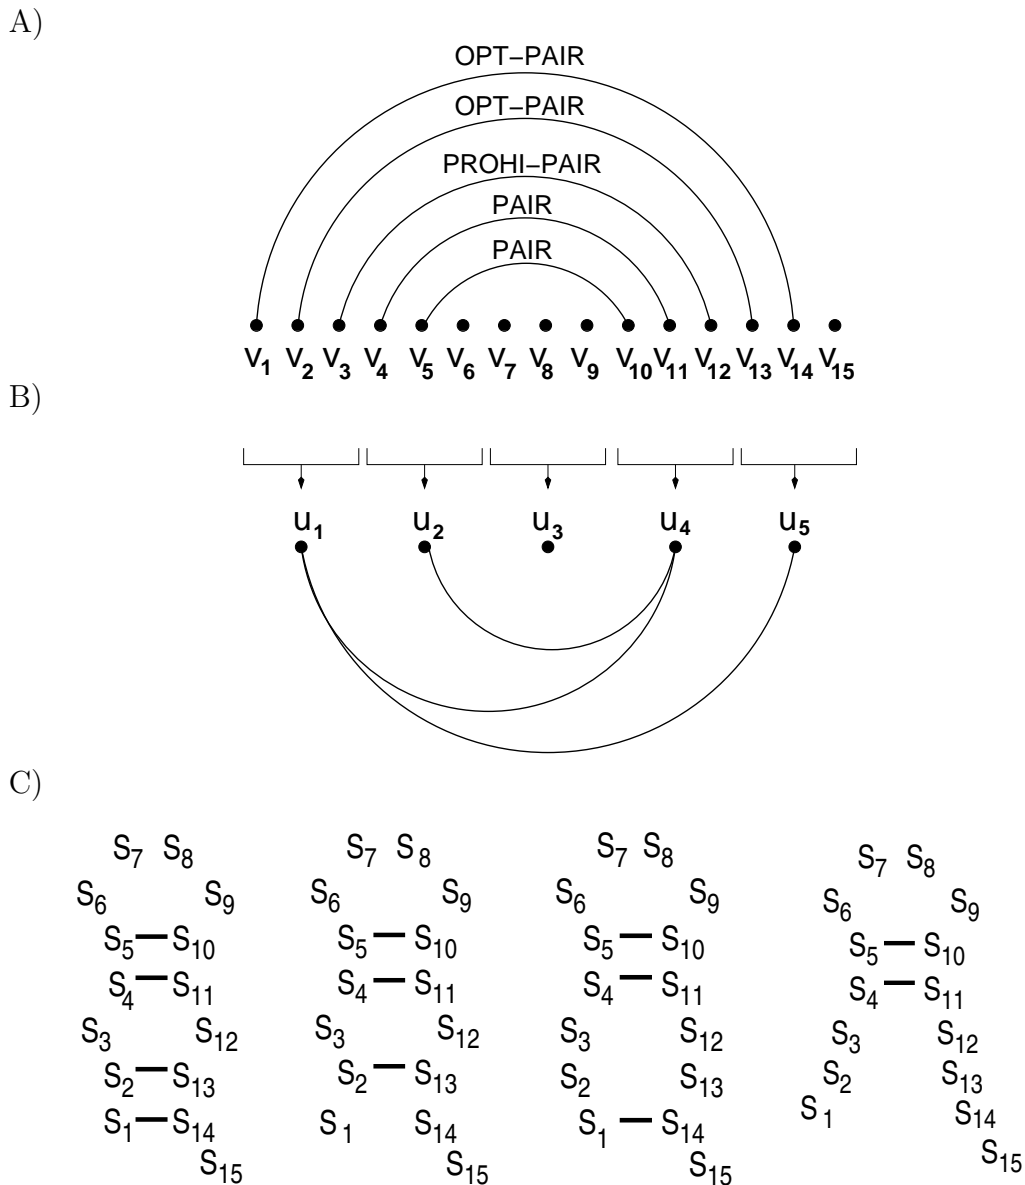 A)
OPT–PAIR
OPT–PAIR
PROHI–PAIR
PAIR
PAIR
V1 V2 V3 V4 V5 V6 V7 V8 V9 V10 V11 V12 V13 V14 V15
B)
u1 u2 u3 u4 u5
C)
S7 S8 S7 S8 S7 S8 S7 S8
S6 S9 S6 S9 S6 S9 S6 S9
S5 S10 S5 S10 S5 S10 S5 S10
S4 S11 S4 S11 S4 S11 S4 S11
S3 S12 S3 S12 S3 S12 S3 S12
S2 S13 S2 S13 S2 S13 S2 S13
S1 S14 S1 S14 S1 S14 S1 S14
S15 S15 S15 S15